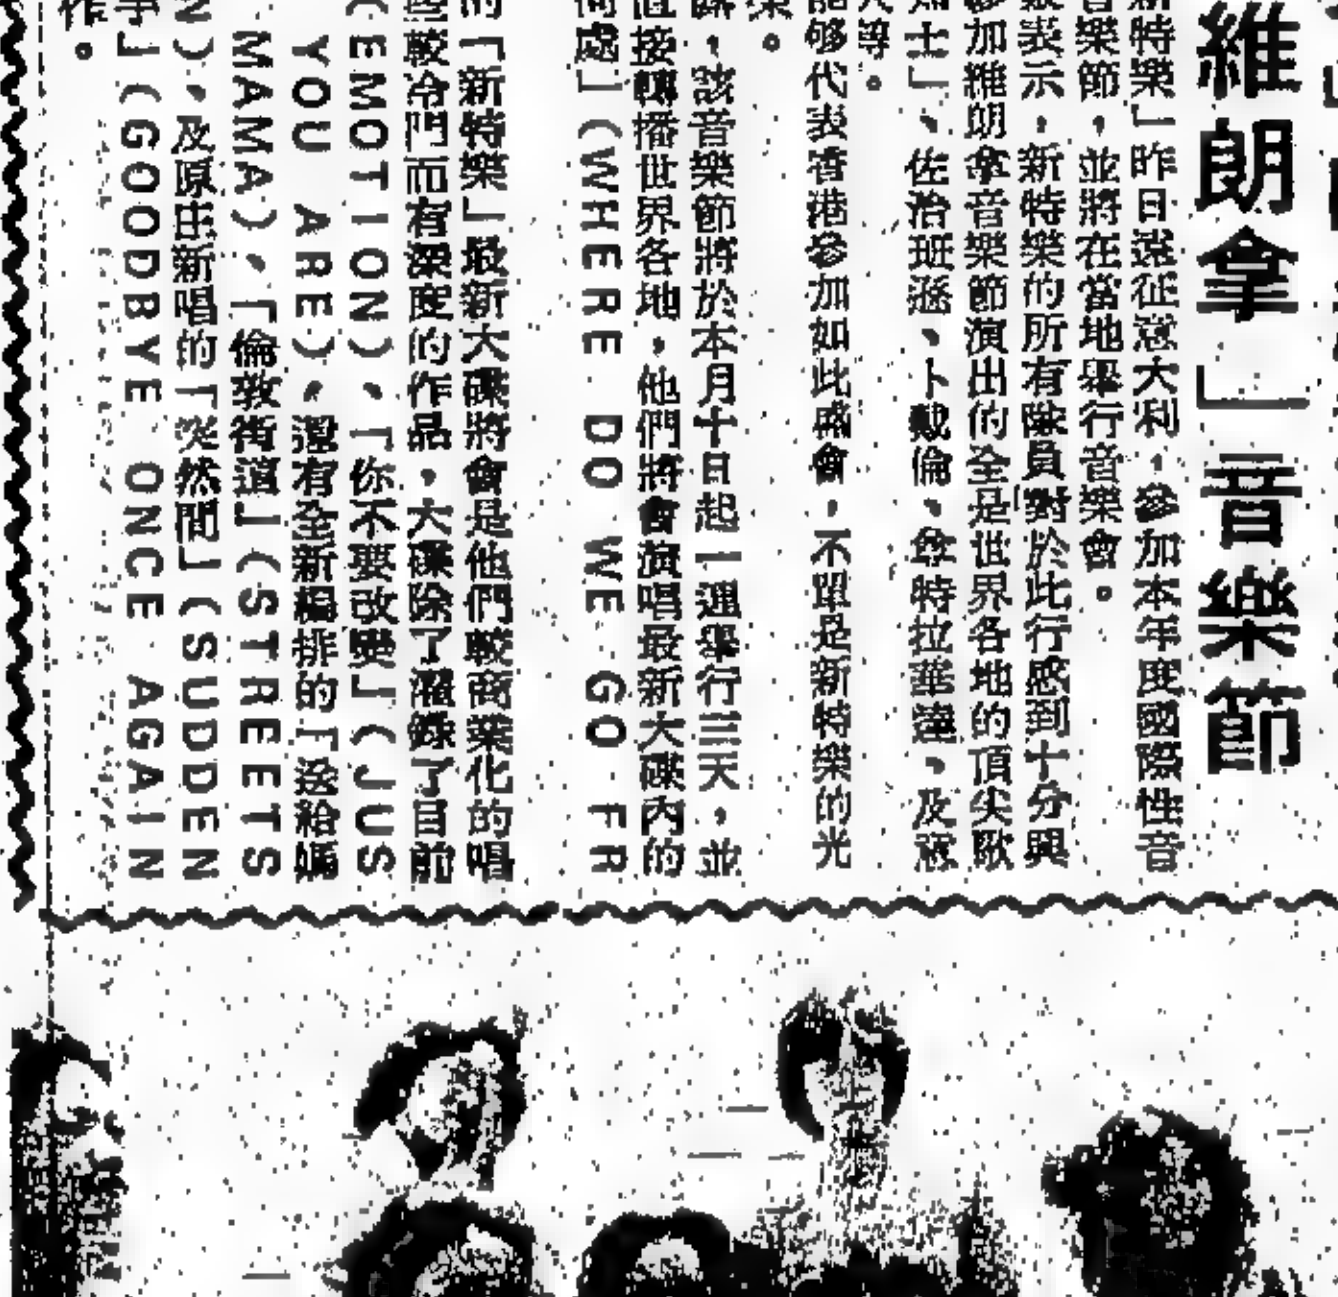 維朗拿」音樂節
新特樂」昨日遠征意大利，參加本年度國際性音
音樂節，並將在當地舉行音樂會。
表示，新特樂的所有隊員對於此行感到十分興
參加維朗拿音樂節演出的全是世界各地的頂尖歌
士」、佐治班遜、卜戴倫、韋特拉華達，及
等。
能夠代表香港參加如此盛會，不單是新特樂的光
樂。
，該音樂節將於本月十日起一連舉行三天，並
直接轉播世界各地，他們將會演唱最新大碟內的
何處」（WHERE DO WE GO FR
的「新特樂」最新大碟將會是他們較商業化的唱
些較冷門而有深度的作品，大碟除了灌錄了目前
（EMOTION），「你不要改變」（JUS
YOU ARE）、還有全新編排的「送給媽
MAMA），「倫敦街道」（STREETS
N），及原庄新唱的「突然間」（SUDDEN
」（GOODBYE ONCE AGAIN
作。